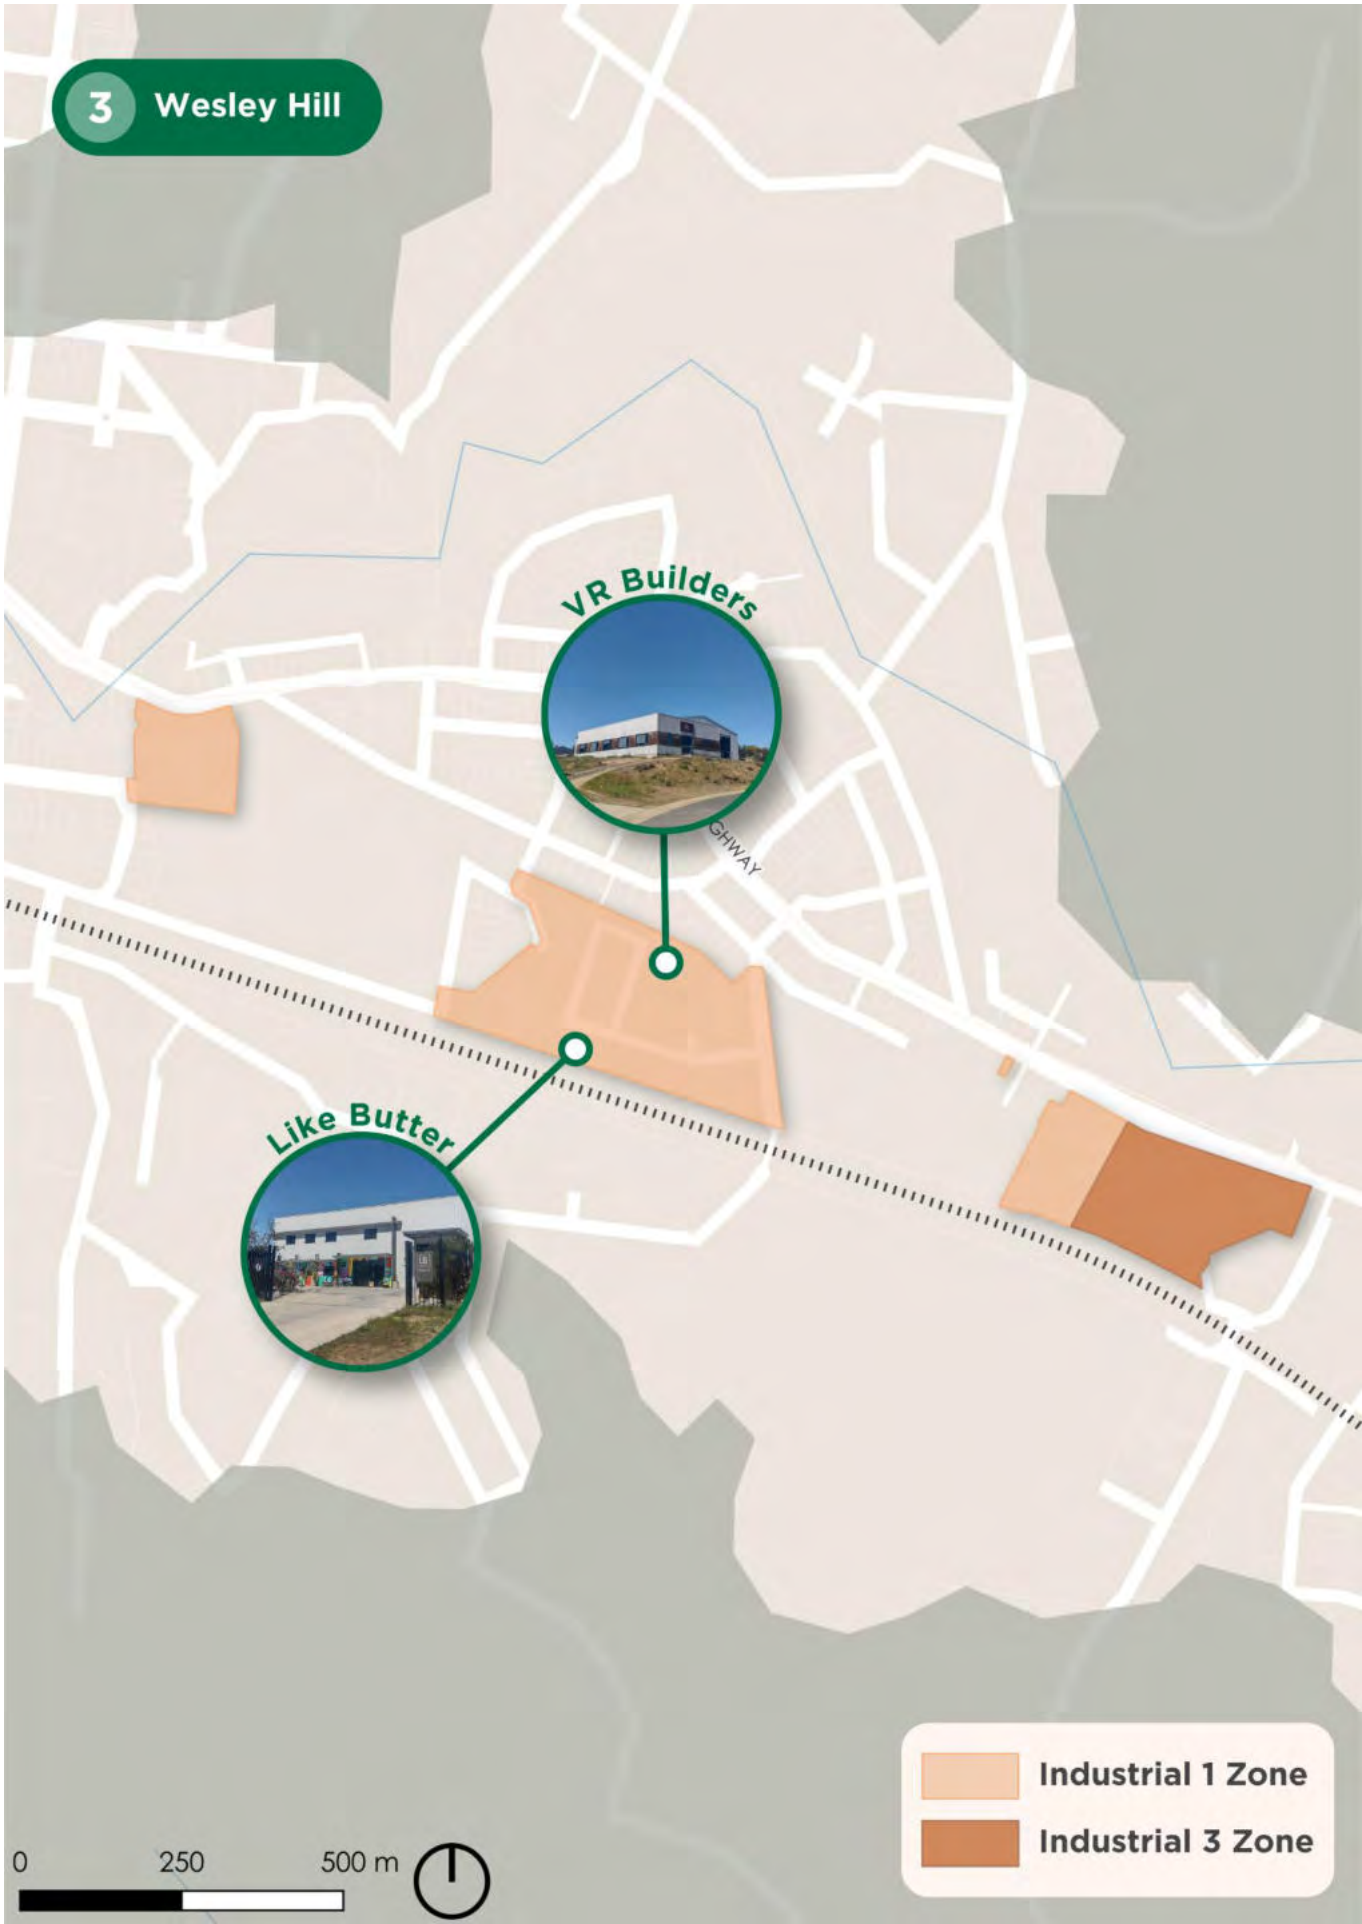 3 Wesley Hill
VR Builders
GHWAY
Like Butter
Industrial 1 Zone
Industrial 3 Zone
0 250 500 m